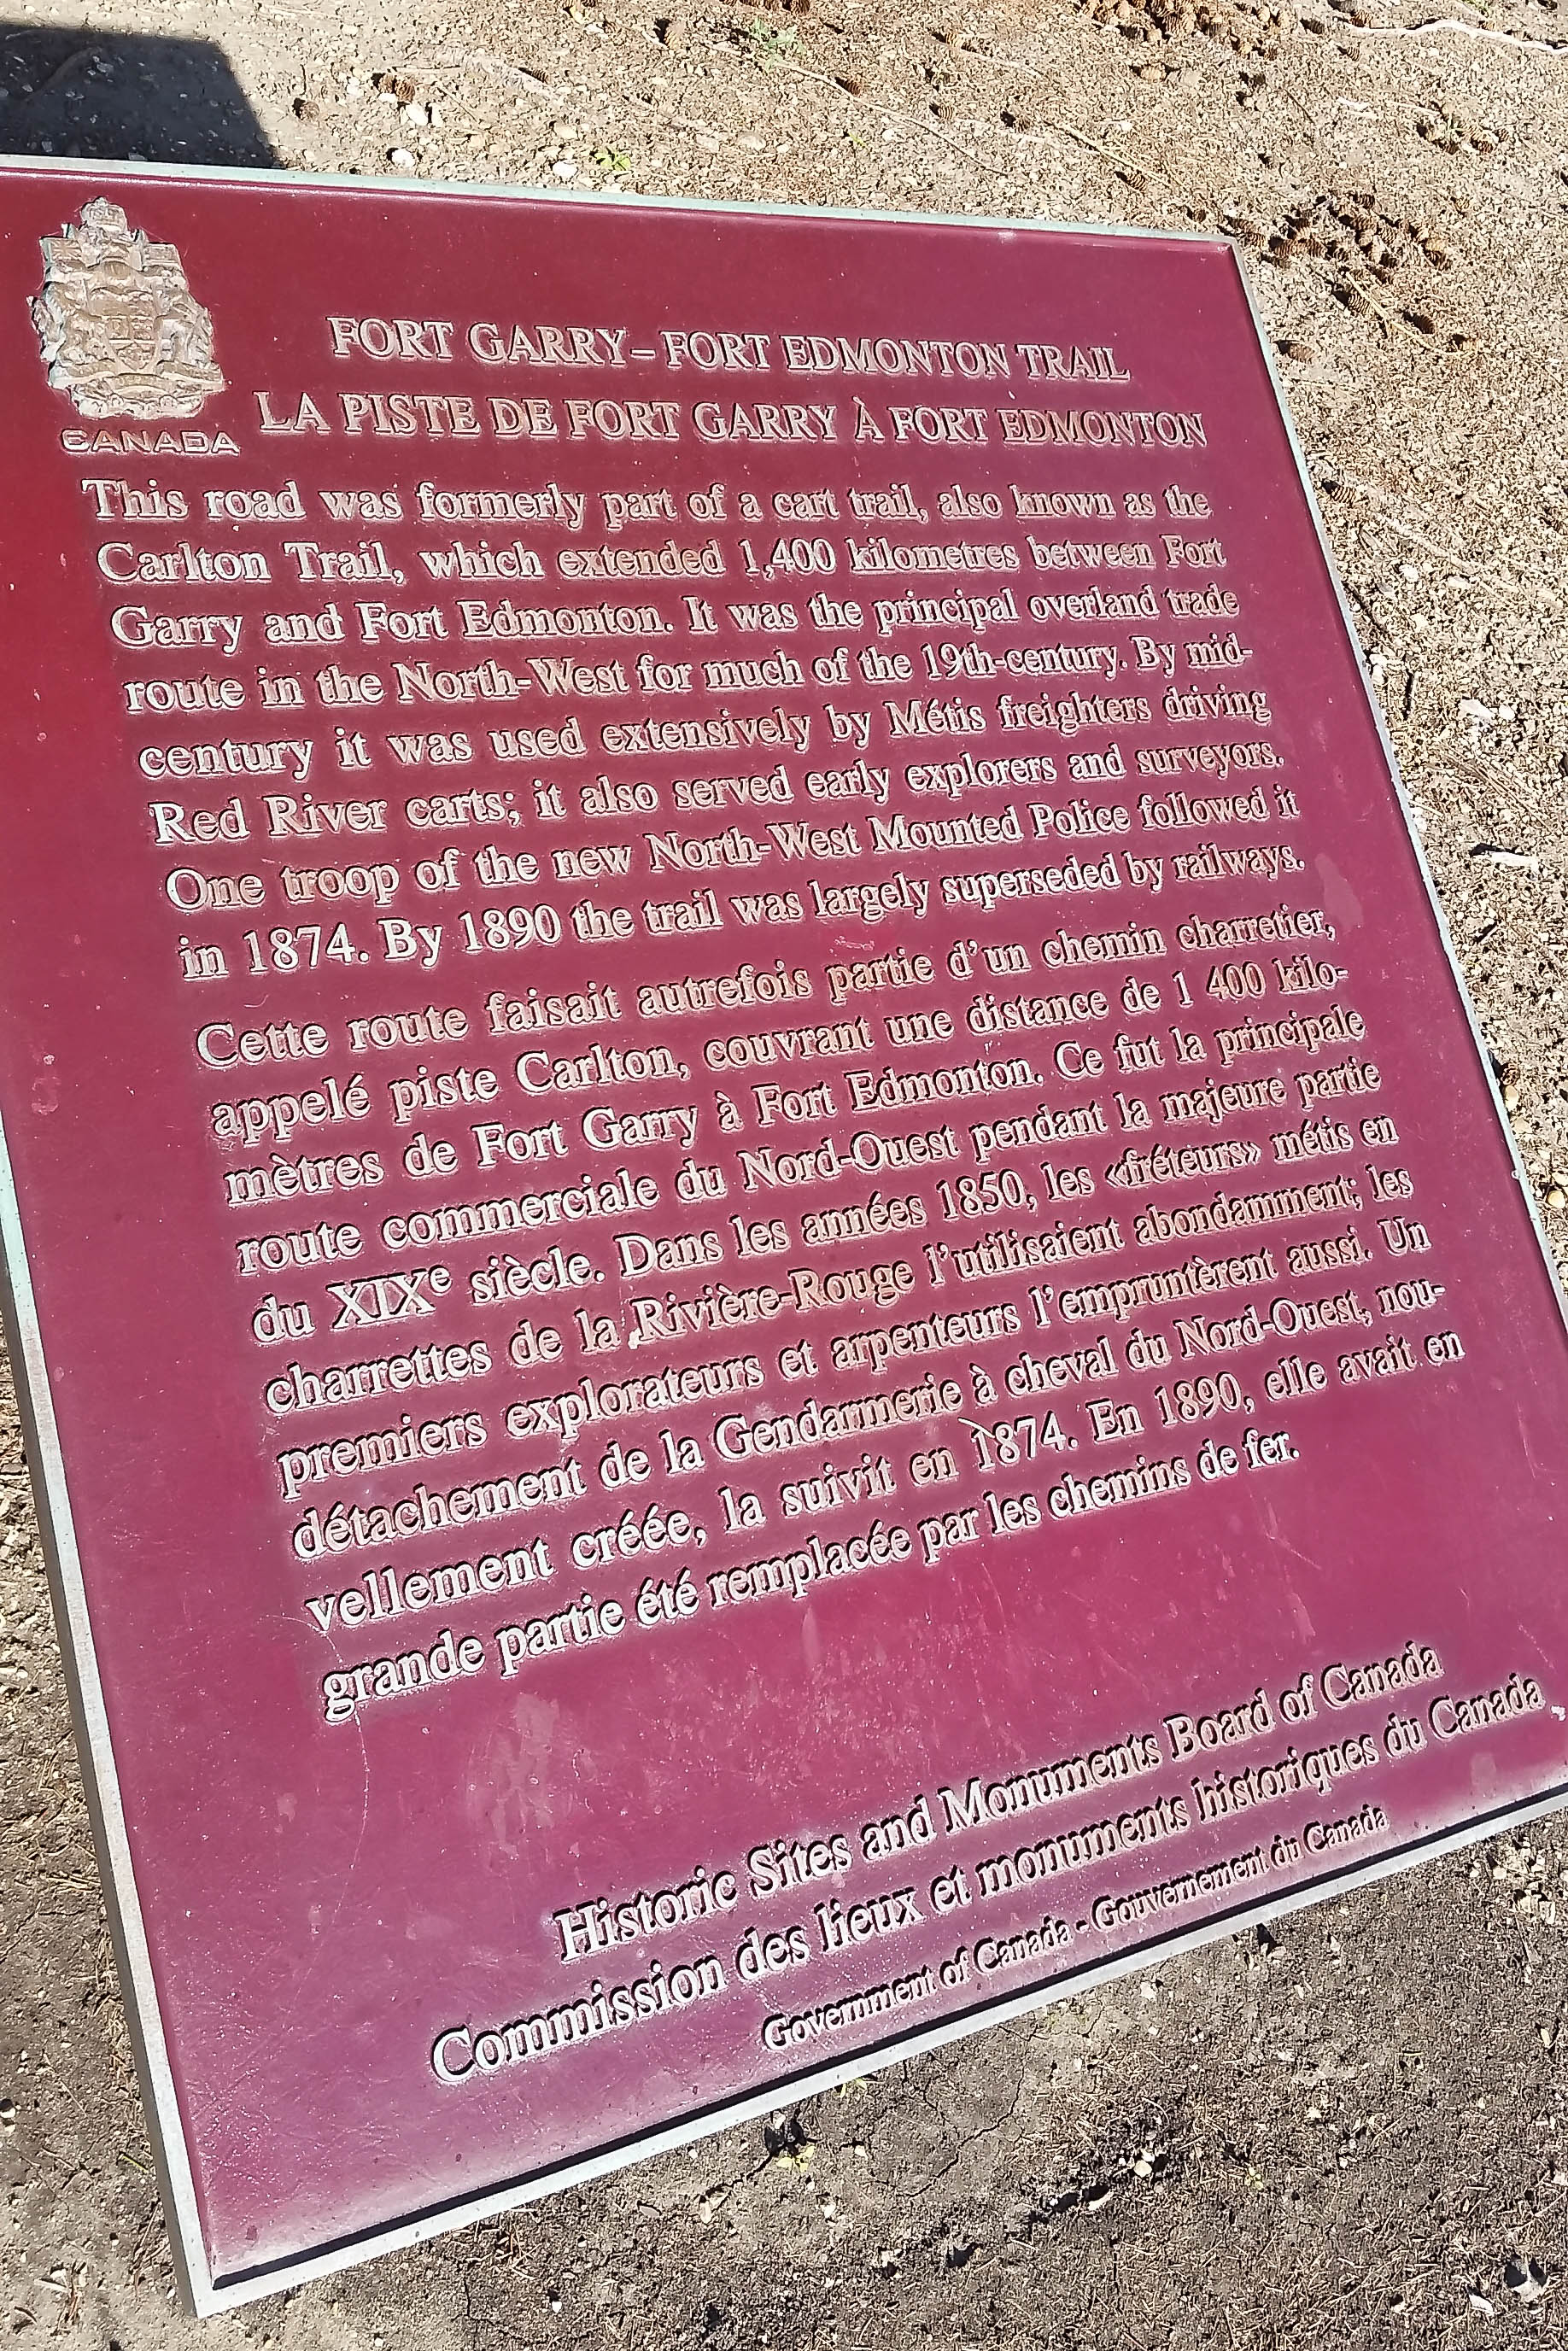 CANADA
FORT GARRY–FORT EDMONTON TRAIL
LA PISTE DE FORT GARRY À FORT EDMONTON
This road was formerly part of a cart trail, also known as the
Carlton Trail, which extended 1,400 kilometres between Fort
Garry and Fort Edmonton. It was the principal overland trade
route in the North-West for much of the 19th-century. By mid-
century it was used extensively by Métis freighters driving
Red River carts; it also served early explorers and surveyors.
One troop of the new North-West Mounted Police followed it
in 1874. By 1890 the trail was largely superseded by railways.
Cette route faisait autrefois partie d'un chemin charretier,
appelé piste Carlton, couvrant une distance de 1 400 kilo-
mètres de Fort Garry à Fort Edmonton. Ce fut la principale
route commerciale du Nord-Ouest pendant la majeure partie
du XIXe siècle. Dans les années 1850, les «fréteurs» métis en
charrettes de la Rivière-Rouge l'utilisaient abondamment; les
premiers explorateurs et arpenteurs l'empruntèrent aussi. Un
détachement de la Gendarmerie à cheval du Nord-Ouest, nou-
vellement créée, la suivit en 1874. En 1890, elle avait en
grande partie été remplacée par les chemins de fer.
Historic Sites and Monuments Board of Canada
Commission des lieux et monuments historiques du Canada
Government of Canada - Gouvernement du Canada